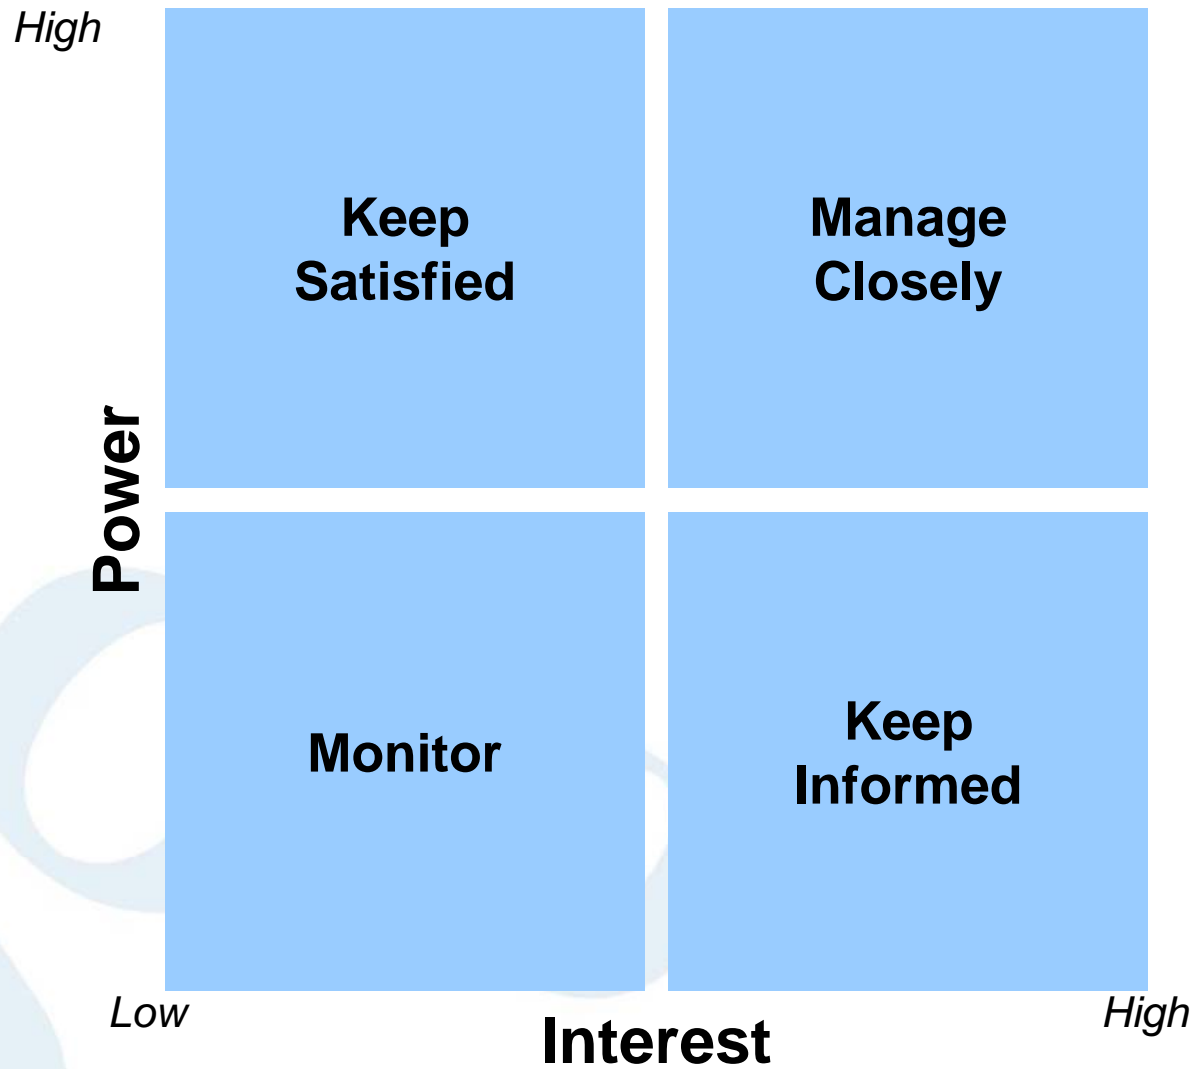 High
Keep
Satisfied
Manage
Closely
Power
Monitor
Keep
Informed
Low
High
Interest